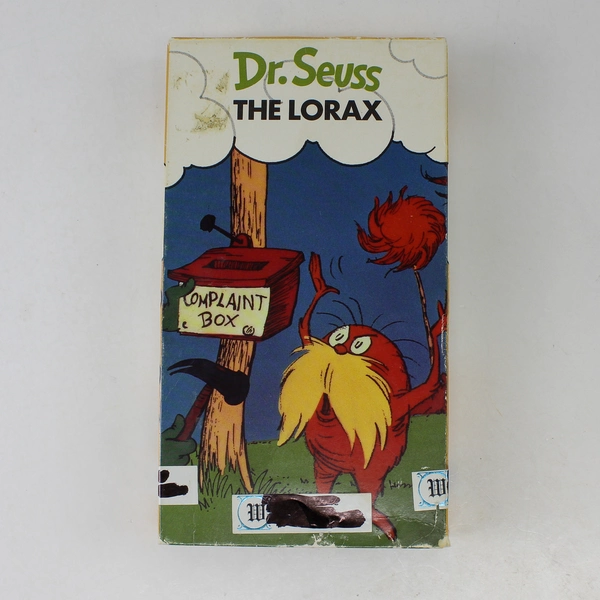 Dr. Seuss
THE LORAX
COMPLAINT
BOX
W
W